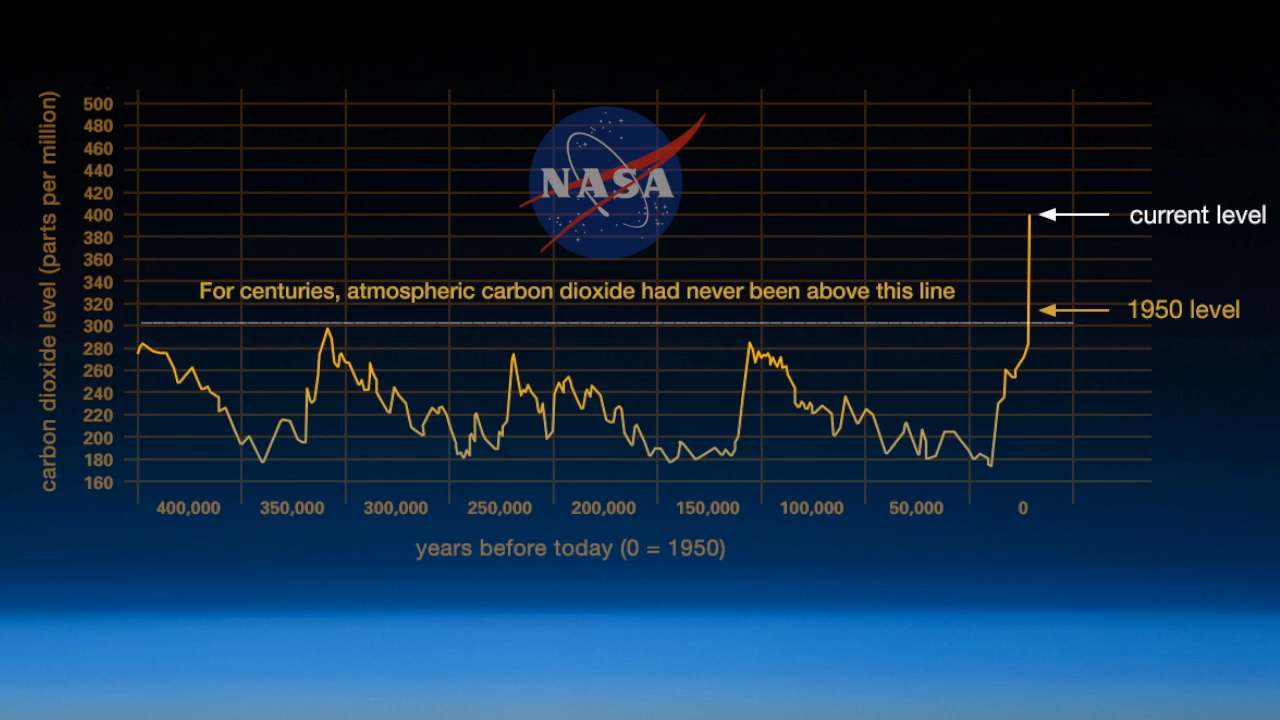 carbon dioxide level (parts per million)
500
480
460
440
420
400
380
360
340
320
300
280
260
240
220
200
180
160
NASA
current level
For centuries, atmospheric carbon dioxide had never been above this line
1950 level
400,000 350,000 300,000 250,000 200,000 150,000 100,000 50,000 0
years before today (0 = 1950)